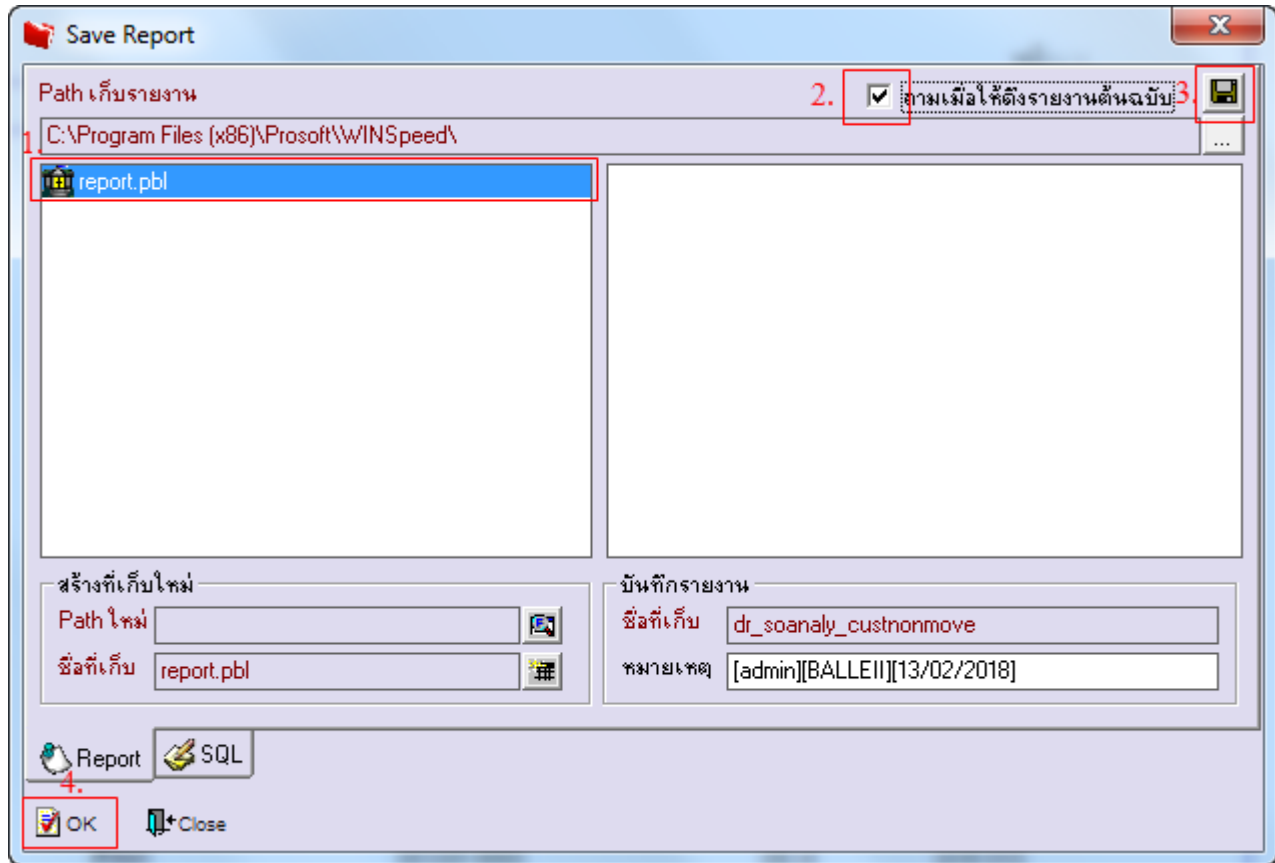 Save Report
Path เก็บรายงาน
2. ถามเมื่อให้ดึงรายงานต้นฉบับ 3.
1. C:\Program Files (x86)\Prosoft\WINSpeed\ ...
report.pbl
สร้างที่เก็บใหม่
Path ใหม่
ชื่อที่เก็บ report.pbl
บันทึกรายงาน
ชื่อที่เก็บ dr_soanaly_custnonmove
หมายเหตุ [admin][BALLEII][13/02/2018]
Report SQL
4.
OK Close